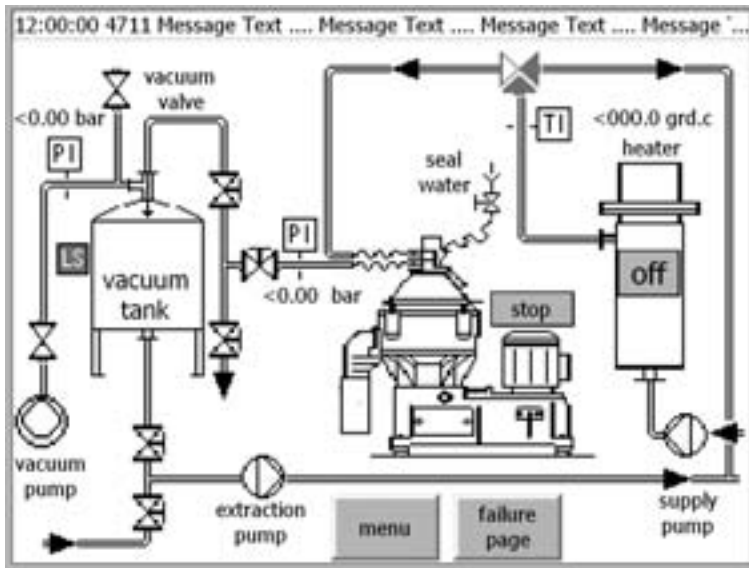 12:00:00 4711 Message Text .... Message Text .... Message Text .... Message '...
vacuum
valve
<0.00 bar
PI
TI
<000.0 grd.c
heater
seal
water
PI
LS
vacuum
tank
<0.00 bar
off
stop
vacuum
pump
extraction
pump
menu
failure
page
supply
pump